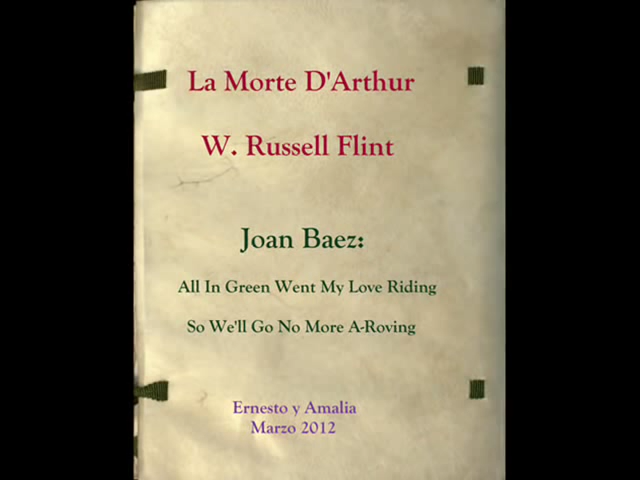 La Morte D'Arthur
W. Russell Flint
Joan Baez:
All In Green Went My Love Riding
So We'll Go No More A-Roving
Ernesto y Amalia
Marzo 2012